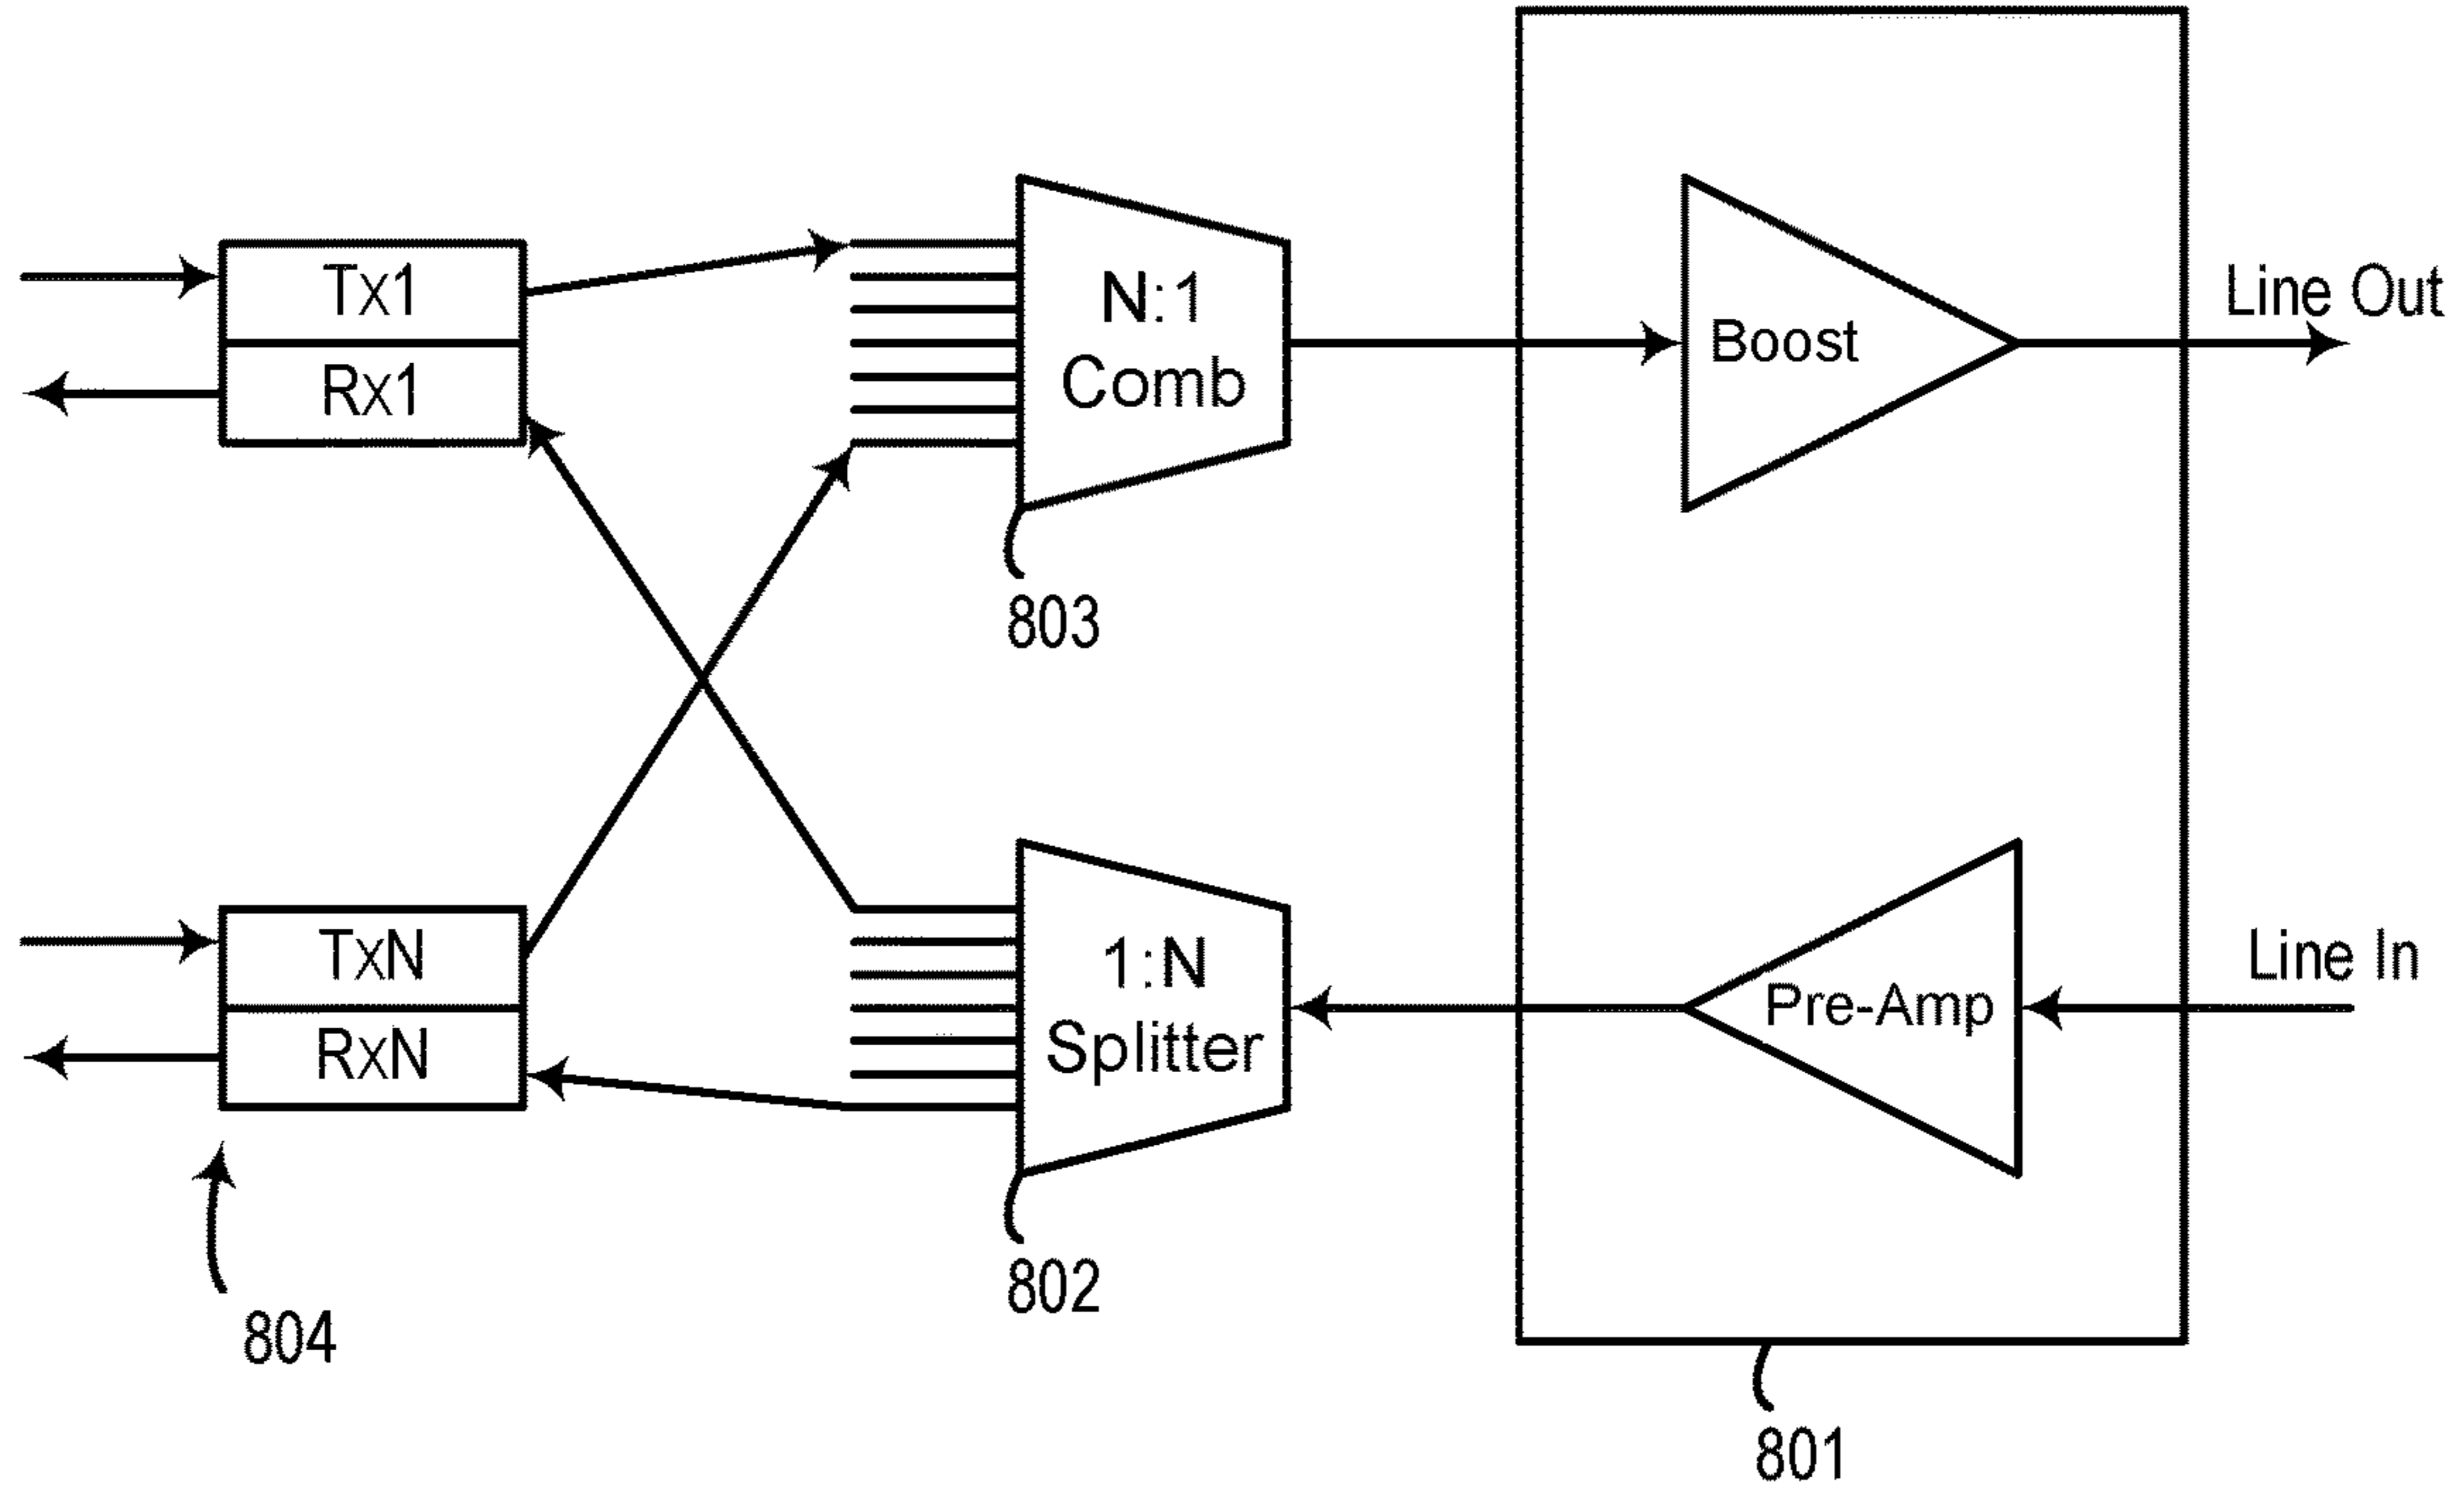 Tx1
Rx1
N:1
Comb
Boost
Line Out
803
TxN
RxN
1:N
Splitter
Pre-Amp
Line In
802
804
801